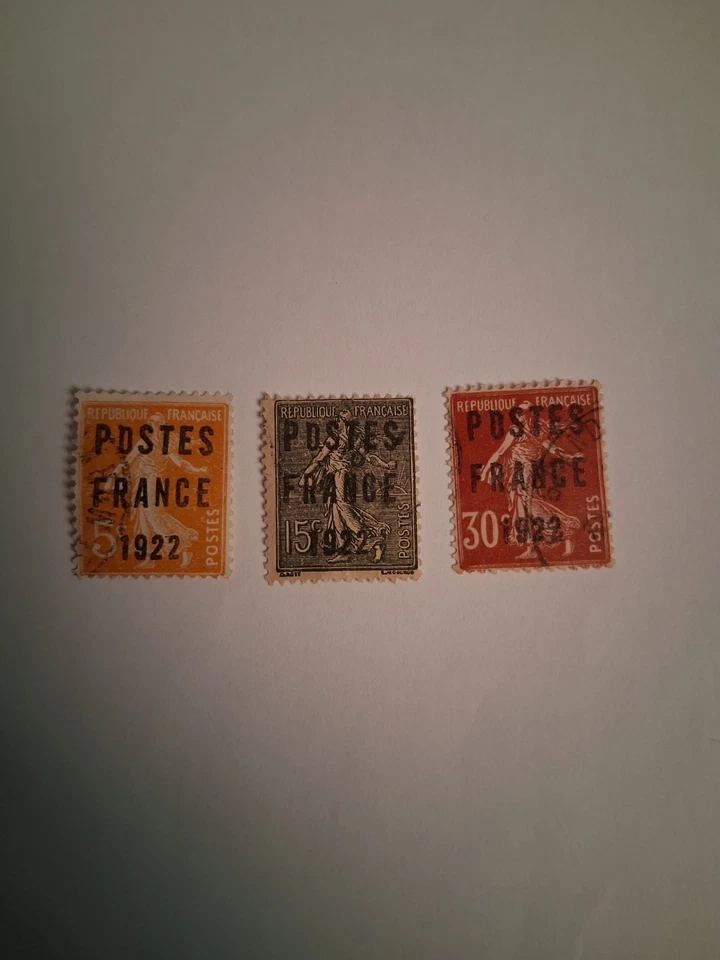 REPUBLIQUE FRANÇAISE
POSTES
FRANCE
5
1922
POSTES
REPUBLIQUE FRANÇAISE
POSTES
FRANCE
15c
1922
POSTES
REPUBLIQUE FRANÇAISE
POSTES
FRANCE
30
1922
POSTES